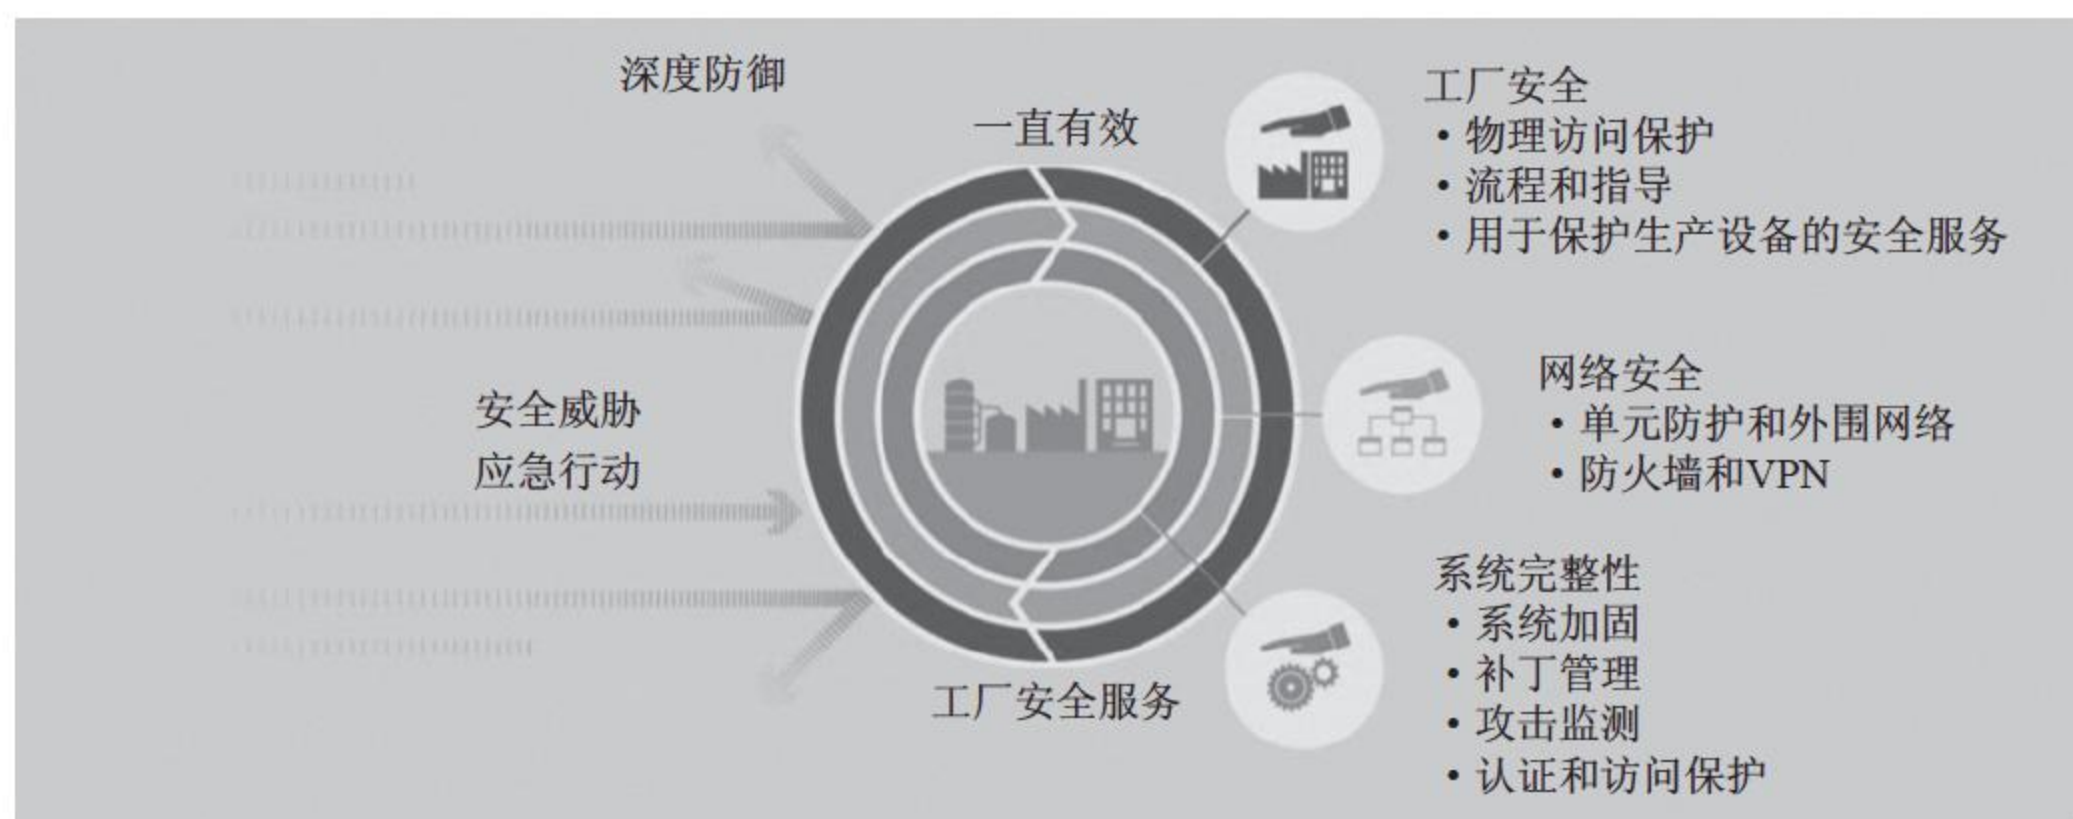 深度防御
一直有效
工厂安全
•物理访问保护
•流程和指导
•用于保护生产设备的安全服务
安全威胁
应急行动
网络安全
•单元防护和外围网络
•防火墙和VPN
系统完整性
•系统加固
•补丁管理
•攻击监测
•认证和访问保护
工厂安全服务